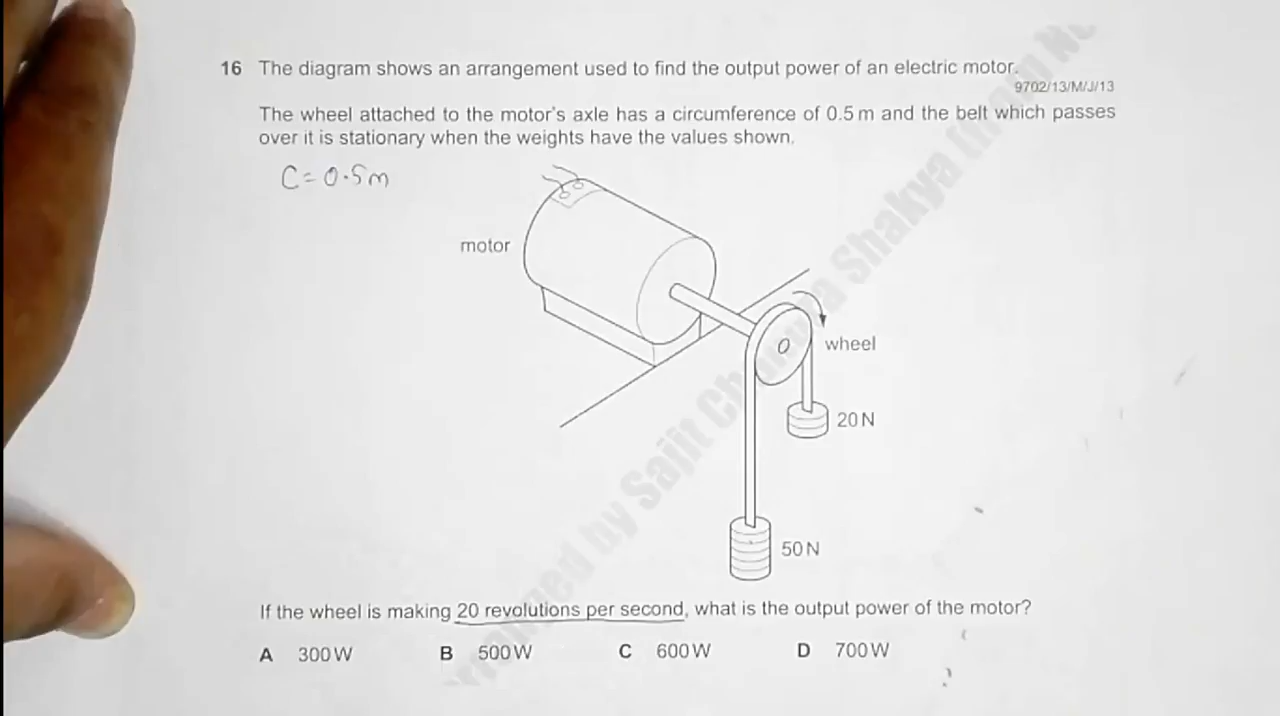 16 The diagram shows an arrangement used to find the output power of an electric motor.
9702/13/M/J/13
The wheel attached to the motor's axle has a circumference of 0.5 m and the belt which passes
over it is stationary when the weights have the values shown.
C = 0.5m
motor
wheel
20 N
50 N
If the wheel is making 20 revolutions per second, what is the output power of the motor?
A 300 W B 500 W C 600 W D 700 W
by Sajit Shakya